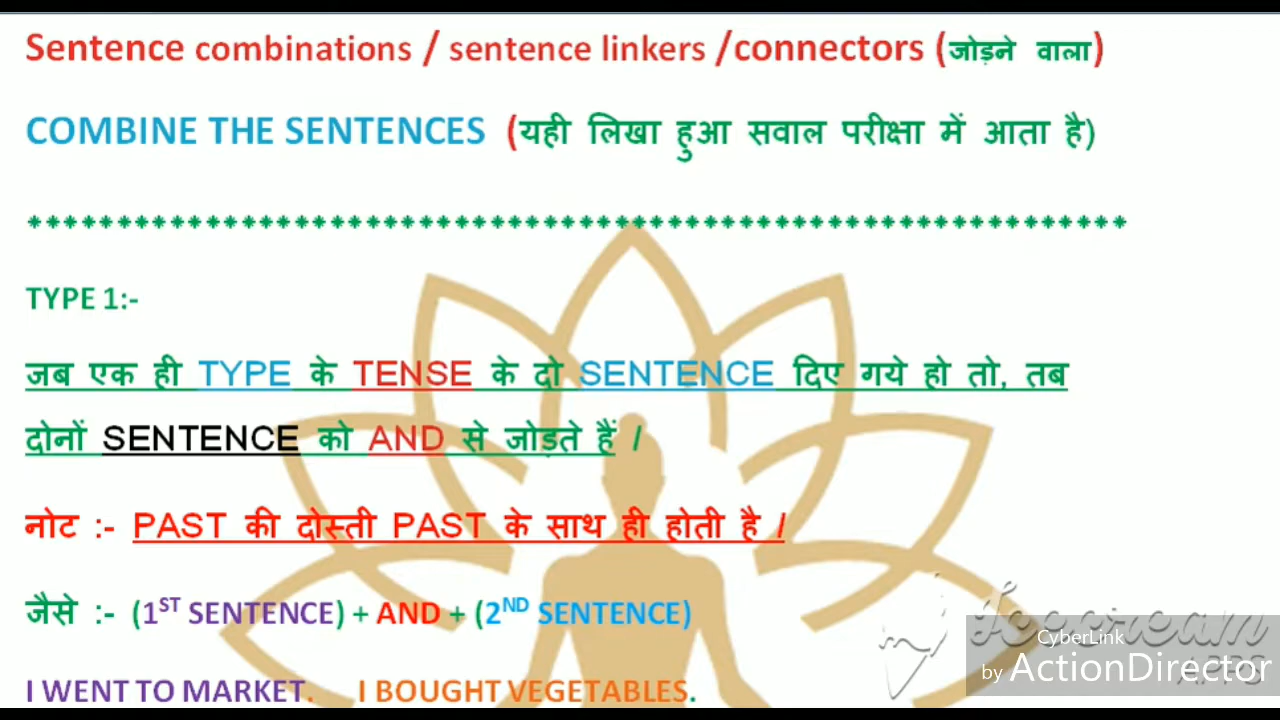 Sentence combinations / sentence linkers /connectors (जोड़ने वाला)
COMBINE THE SENTENCES (यही लिखा हुआ सवाल परीक्षा में आता है)
*************************************************************
TYPE 1:-
जब एक ही TYPE के TENSE के दो SENTENCE दिए गये हो तो, तब
दोनों SENTENCE को AND से जोड़ते हैं /
नोट :- PAST की दोस्ती PAST के साथ ही होती है /
जैसे :- (1ST SENTENCE) + AND + (2ND SENTENCE)
I WENT TO MARKET. I BOUGHT VEGETABLES.
Icecream
APPS
CyberLink
by ActionDirector